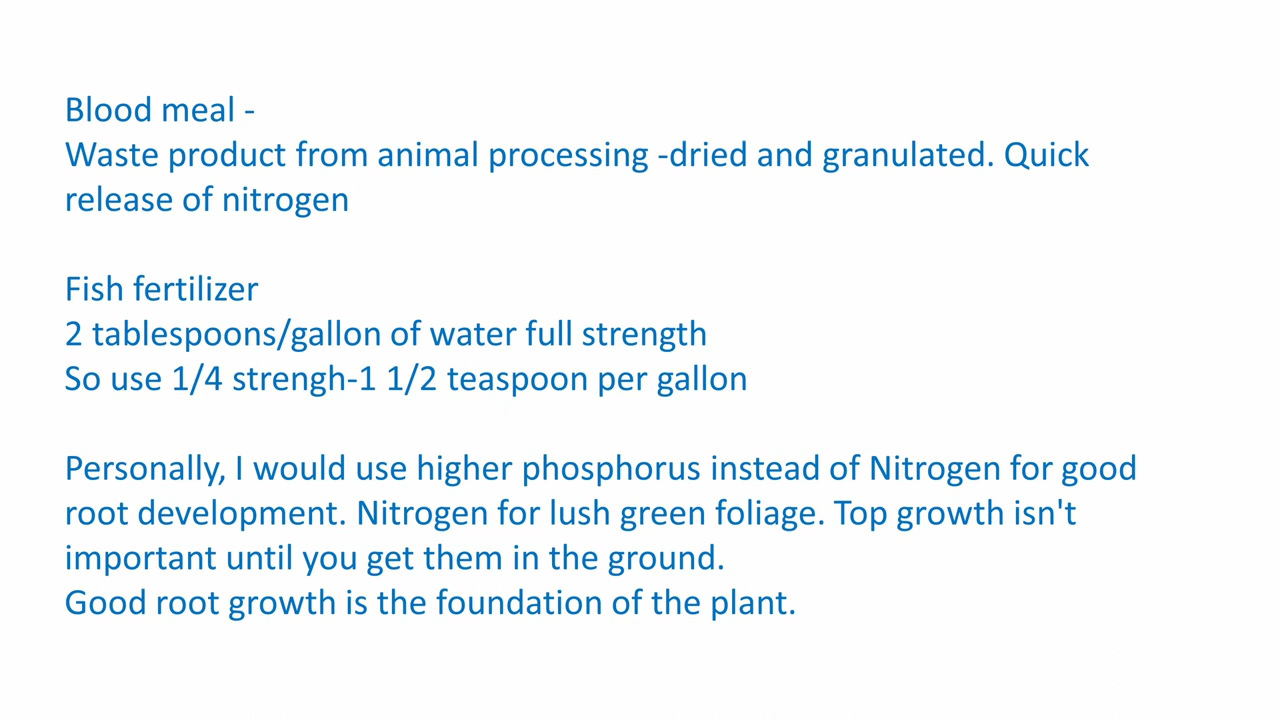 Blood meal -
Waste product from animal processing -dried and granulated. Quick
release of nitrogen
Fish fertilizer
2 tablespoons/gallon of water full strength
So use 1/4 strengh-1 1/2 teaspoon per gallon
Personally, I would use higher phosphorus instead of Nitrogen for good
root development. Nitrogen for lush green foliage. Top growth isn't
important until you get them in the ground.
Good root growth is the foundation of the plant.